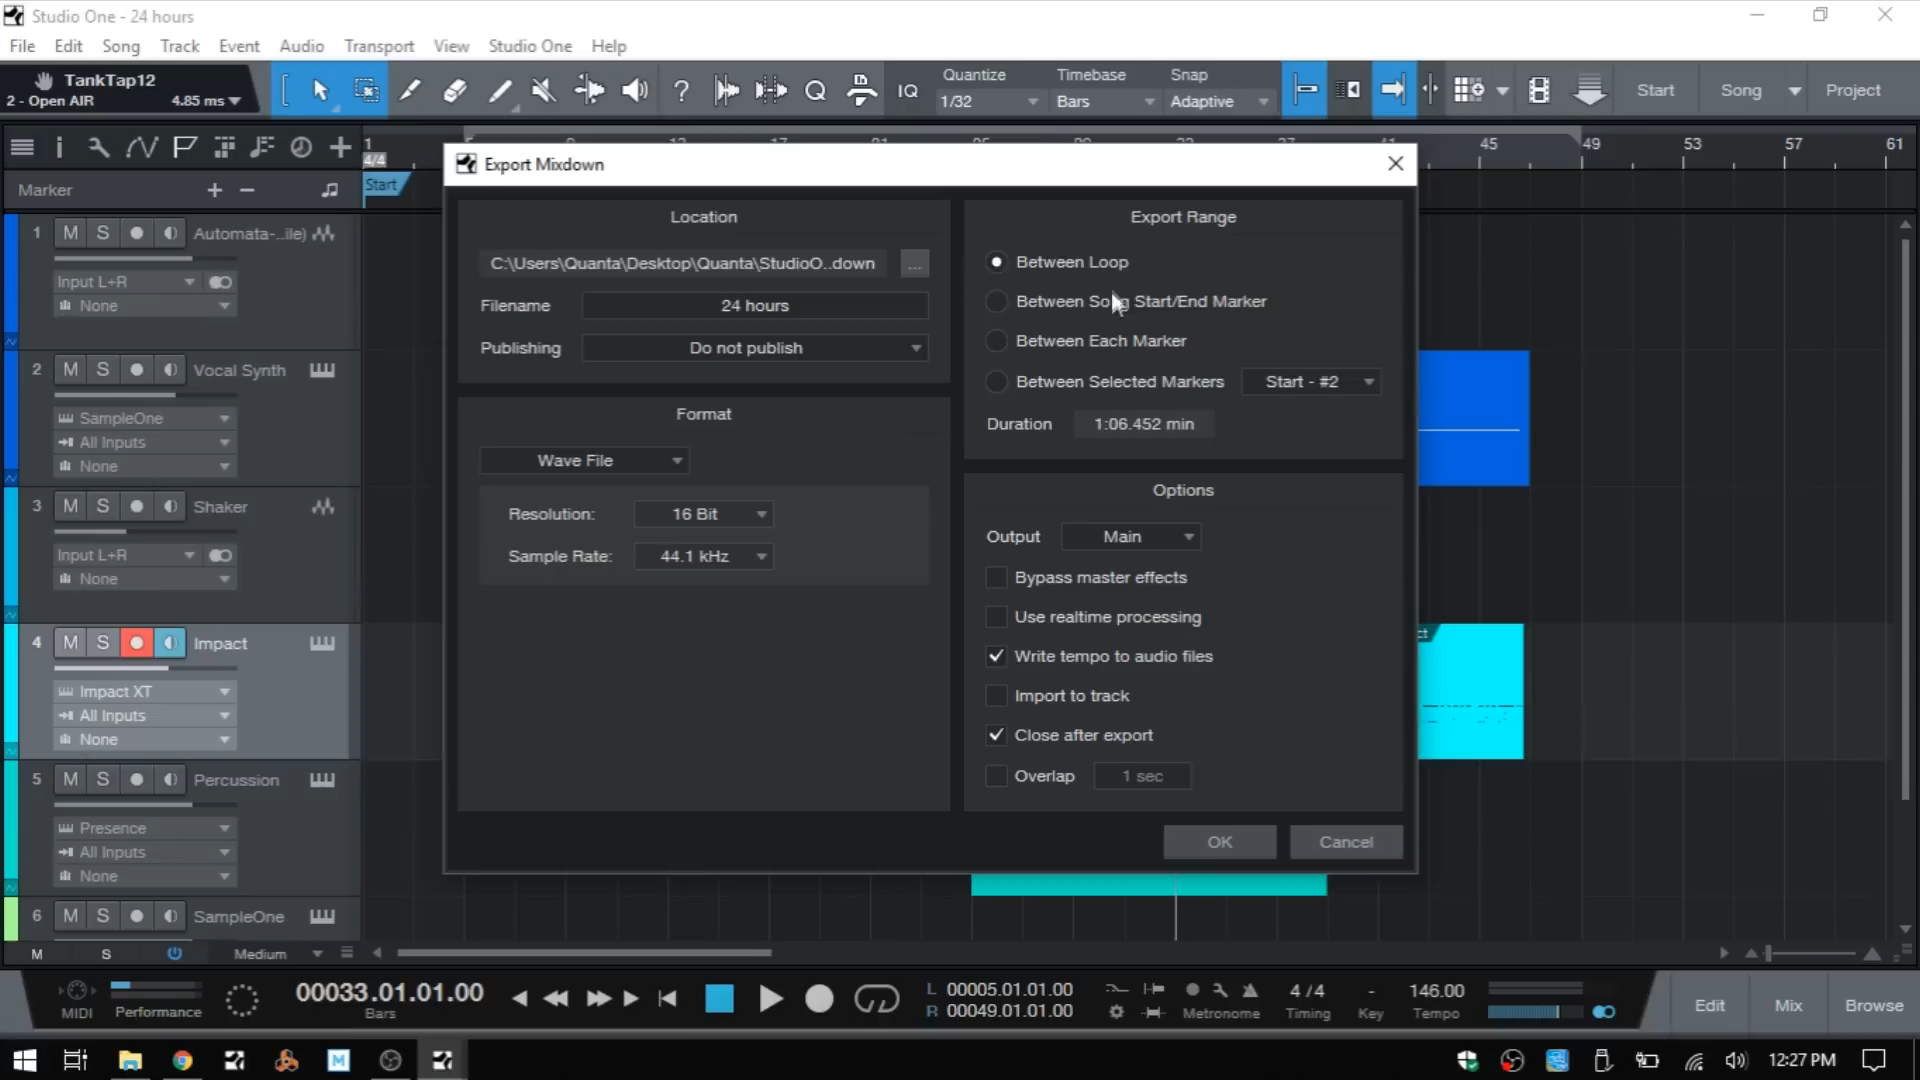 Studio One - 24 hours
File Edit Song Track Event Audio Transport View Studio One Help
TankTap12
2 - Open AIR 4.85 ms
IQ
Quantize
1/32
Timebase
Bars
Snap
Adaptive
Start Song Project
1
4/4
45 49 53 57 61
Marker
Start
Export Mixdown
Location
C:\Users\Quanta\Desktop\Quanta\StudioO..down
...
Filename 24 hours
Publishing Do not publish
Format
Wave File
Resolution: 16 Bit
Sample Rate: 44.1 kHz
Export Range
Between Loop
Between Song Start/End Marker
Between Each Marker
Between Selected Markers Start - #2
Duration 1:06.452 min
Options
Output Main
Bypass master effects
Use realtime processing
Write tempo to audio files
Import to track
Close after export
Overlap 1 sec
OK Cancel
1 M S Automata-...ile)
Input L+R
None
2 M S Vocal Synth
SampleOne
All Inputs
None
3 M S Shaker
Input L+R
None
4 M S Impact
Impact XT
All Inputs
None
5 M S Percussion
Presence
All Inputs
None
6 M S SampleOne
M S Medium
MIDI
Performance
00033.01.01.00
Bars
L 00005.01.01.00
R 00049.01.01.00
Metronome
4 / 4
Timing
-
Key
146.00
Tempo
Edit Mix Browse
12:27 PM